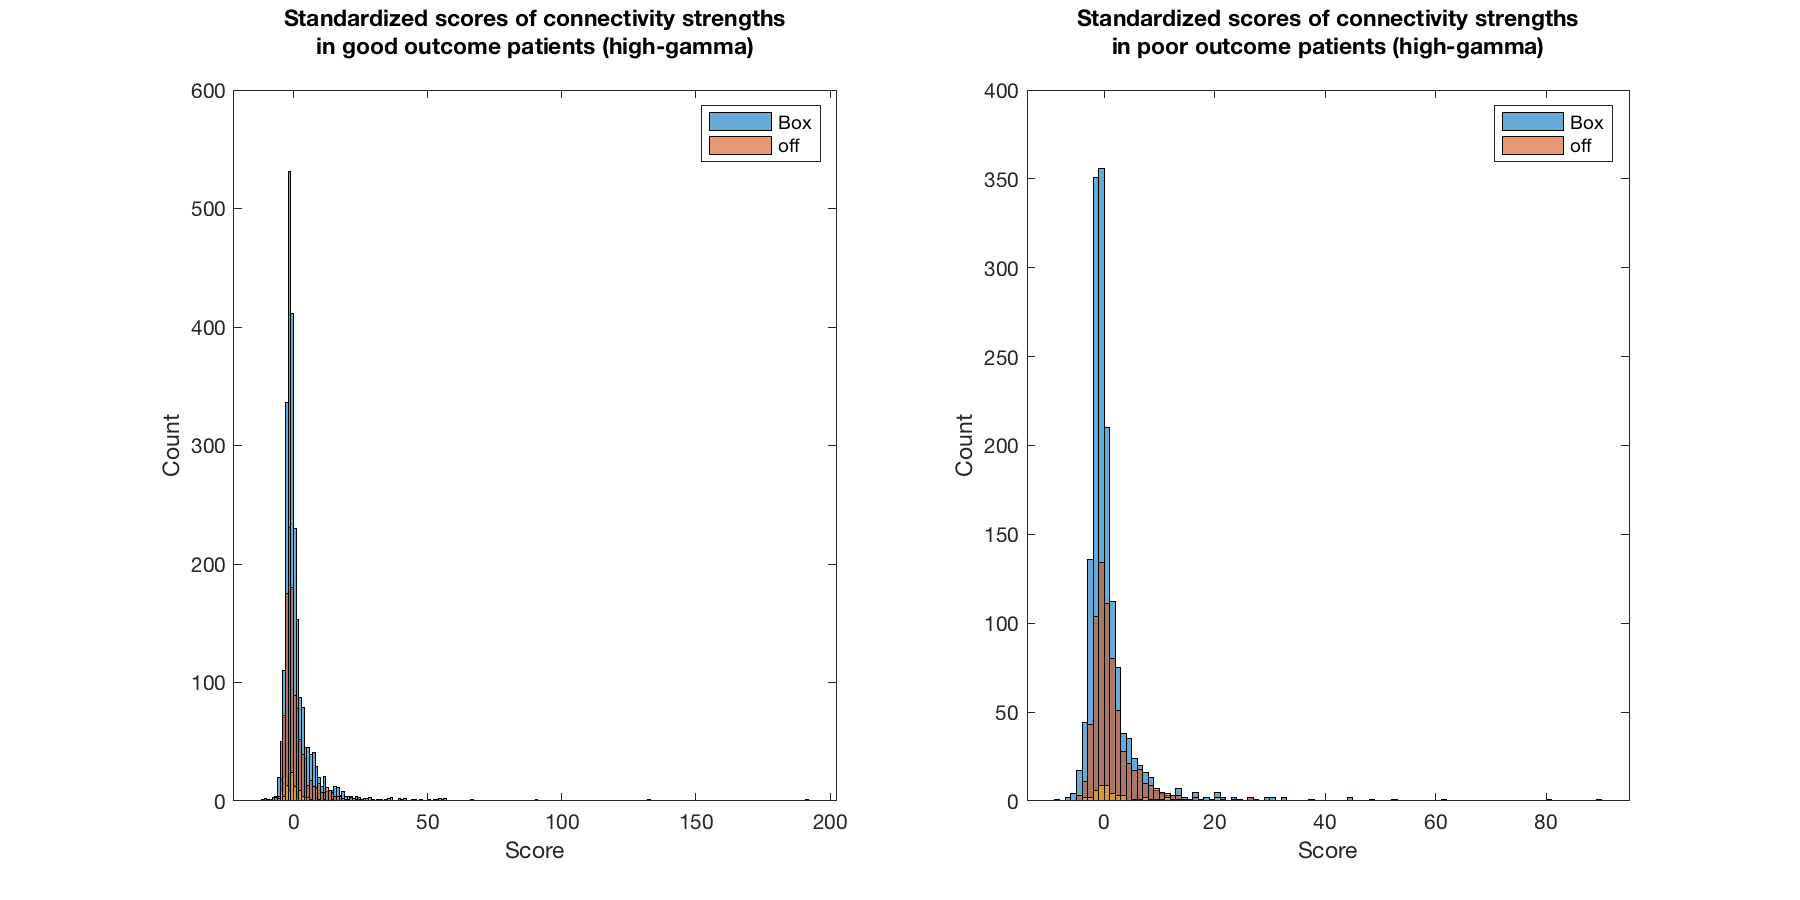 Standardized scores of connectivity strengths
in good outcome patients (high-gamma)
600
500
400
300
200
100
0
Count
0
50
100
150
200
Score
Box
off
Standardized scores of connectivity strengths
in poor outcome patients (high-gamma)
400
350
300
250
200
150
100
50
0
Count
0
20
40
60
80
Score
Box
off